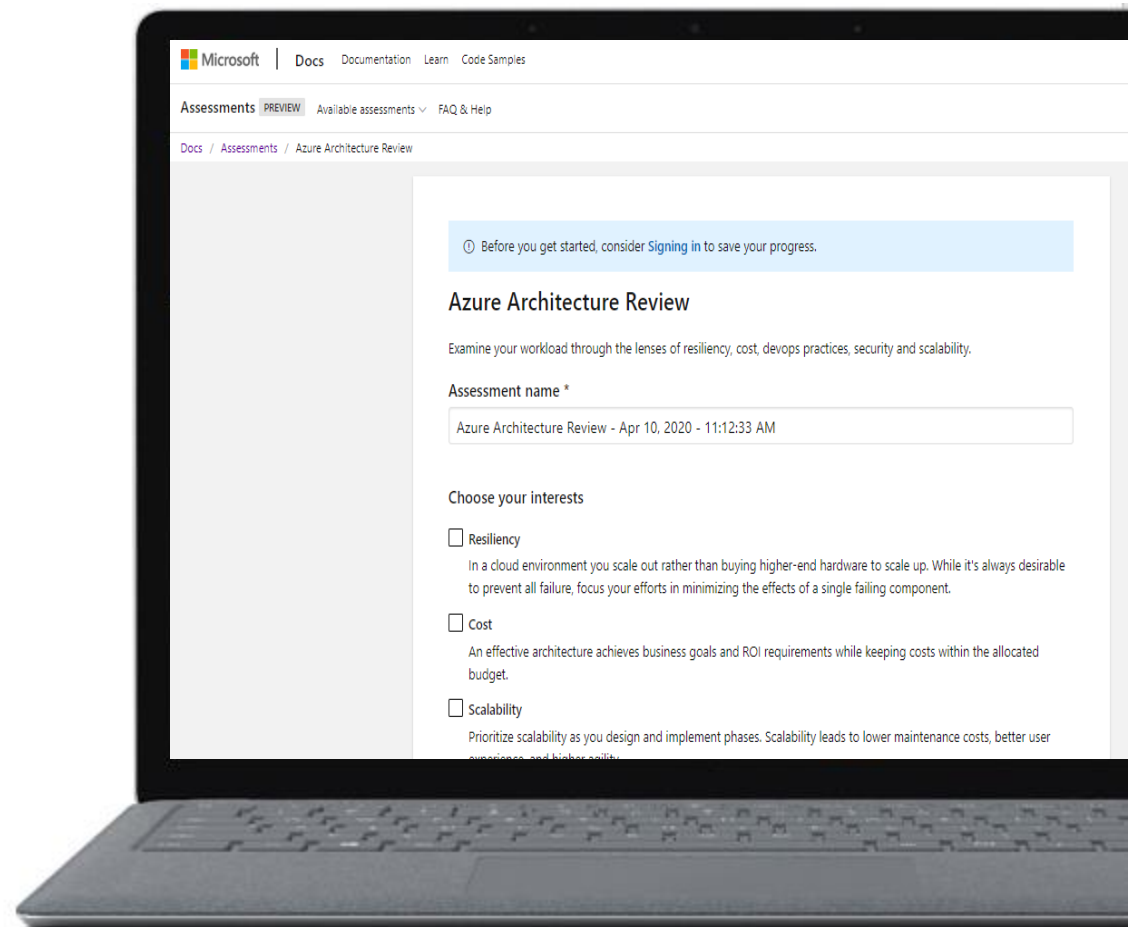 Microsoft Docs Documentation Learn Code Samples
Assessments PREVIEW Available assessments FAQ & Help
Docs / Assessments / Azure Architecture Review
Before you get started, consider Signing in to save your progress.
Azure Architecture Review
Examine your workload through the lenses of resiliency, cost, devops practices, security and scalability.
Assessment name *
Azure Architecture Review - Apr 10, 2020 - 11:12:33 AM
Choose your interests
Resiliency
In a cloud environment you scale out rather than buying higher-end hardware to scale up. While it's always desirable
to prevent all failure, focus your efforts in minimizing the effects of a single failing component.
Cost
An effective architecture achieves business goals and ROI requirements while keeping costs within the allocated
budget.
Scalability
Prioritize scalability as you design and implement phases. Scalability leads to lower maintenance costs, better user
experience, and higher agility.